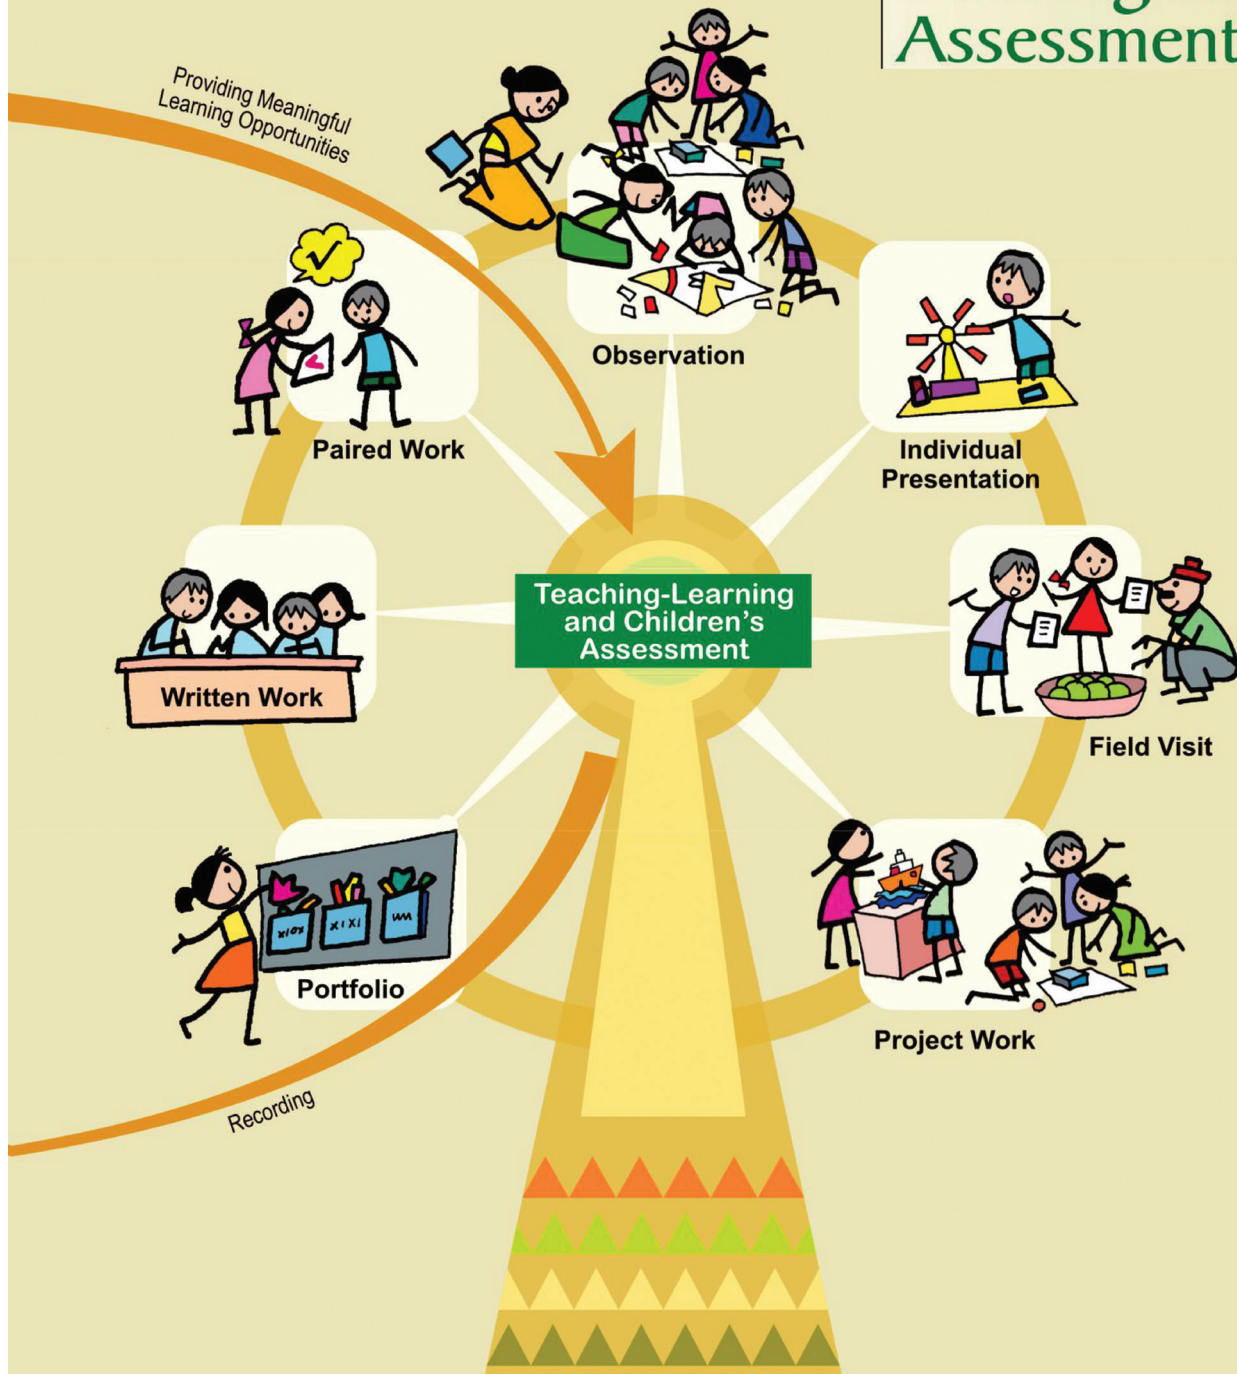 Assessment
Providing Meaningful
Learning Opportunities
Observation
Paired Work
Individual
Presentation
Teaching-Learning
and Children's
Assessment
Written Work
Field Visit
Portfolio
Project Work
Recording